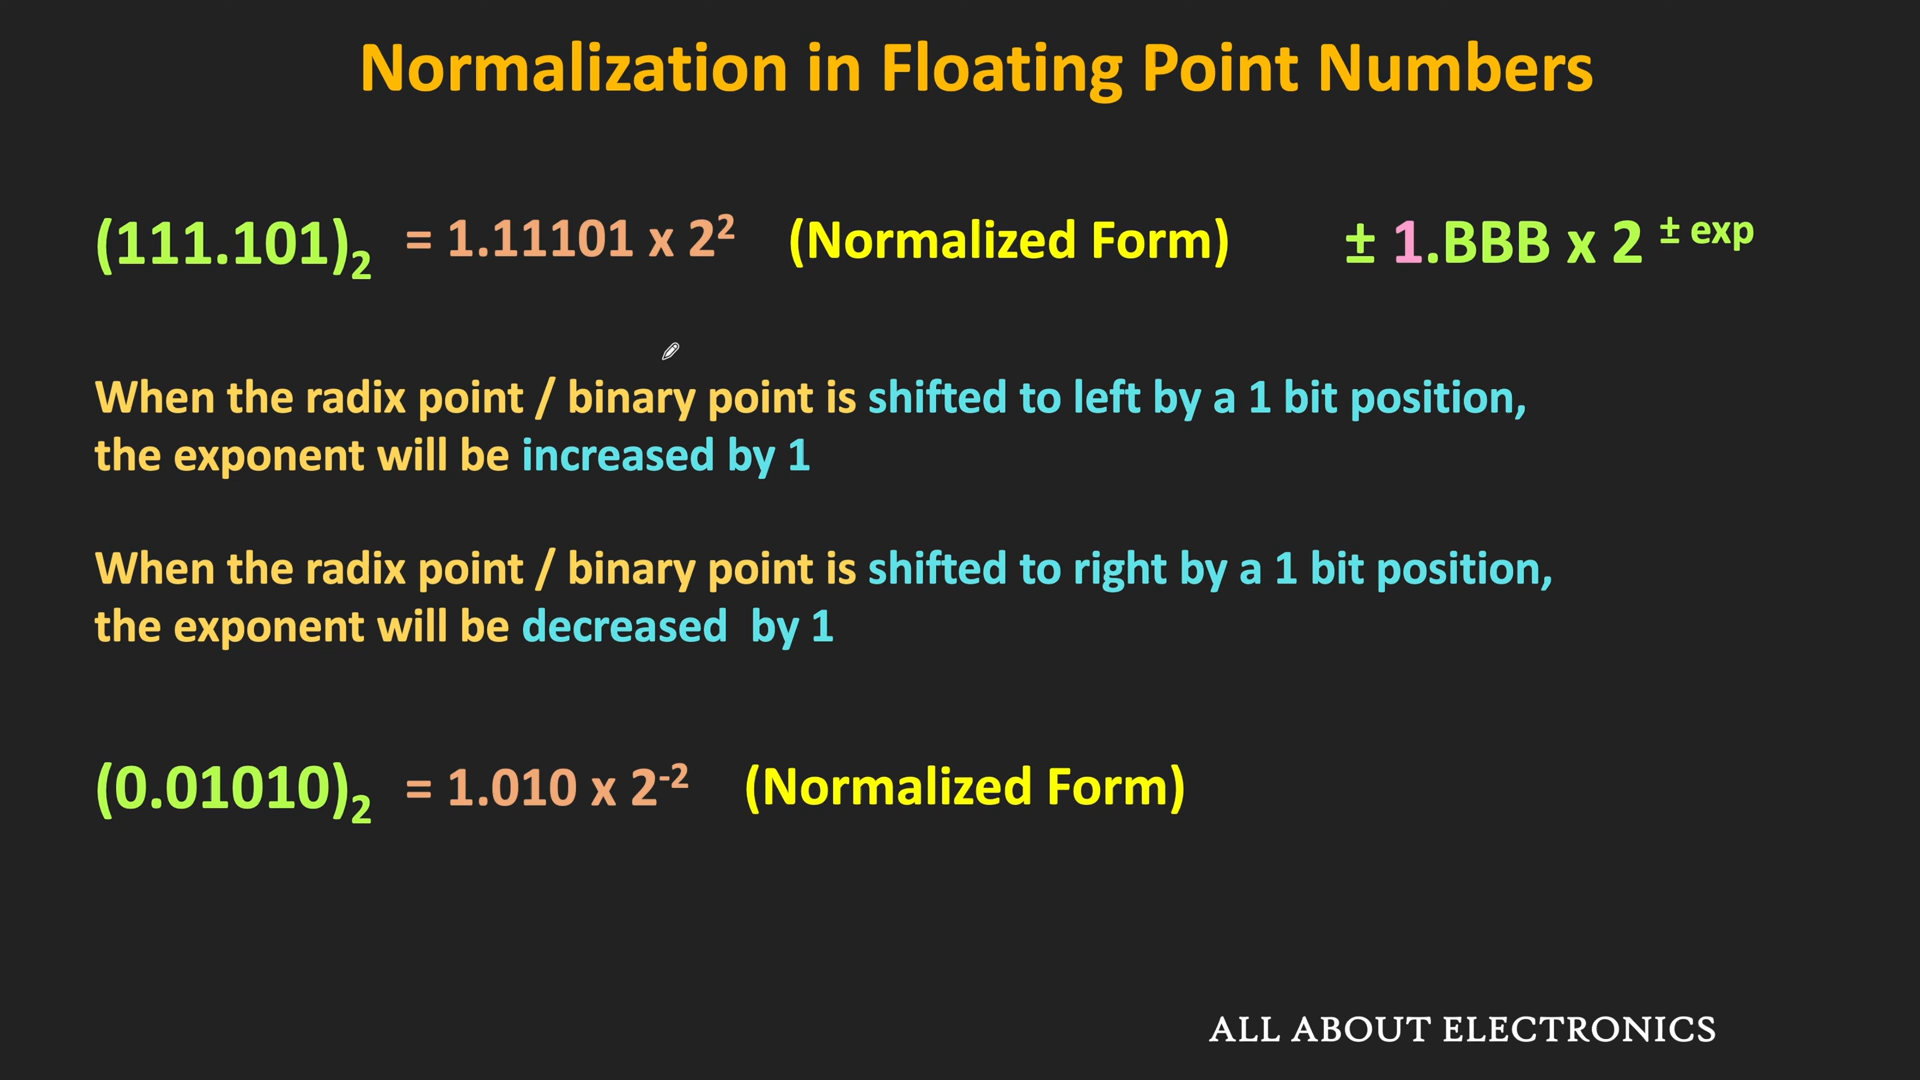 Normalization in Floating Point Numbers
(111.101)₂ = 1.11101 x 2² (Normalized Form) ± 1.BBB x 2 ^± exp
When the radix point / binary point is shifted to left by a 1 bit position,
the exponent will be increased by 1
When the radix point / binary point is shifted to right by a 1 bit position,
the exponent will be decreased by 1
(0.01010)₂ = 1.010 x 2⁻² (Normalized Form)
ALL ABOUT ELECTRONICS